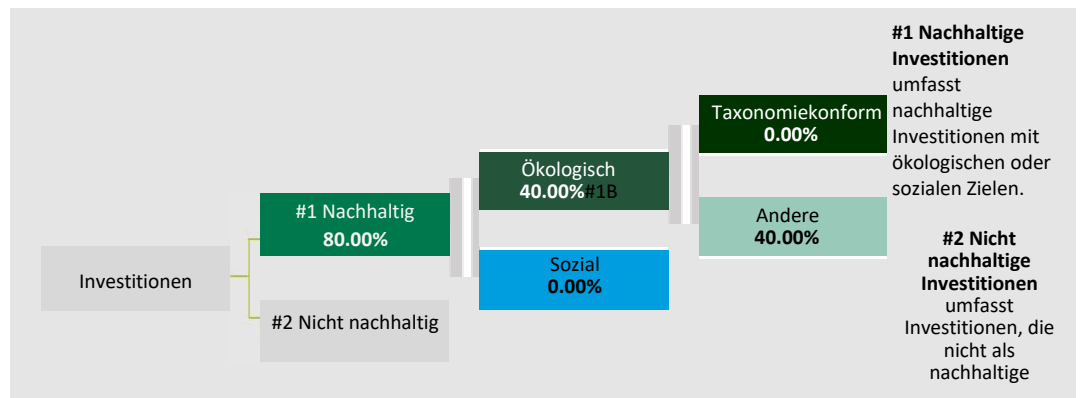 Investitionen
#1 Nachhaltig
80.00%
#2 Nicht nachhaltig
Ökologisch
40.00%#1B
Sozial
0.00%
Taxonomiekonform
0.00%
Andere
40.00%
#1 Nachhaltige
Investitionen
umfasst
nachhaltige
Investitionen mit
ökologischen oder
sozialen Zielen.
#2 Nicht
nachhaltige
Investitionen
umfasst
Investitionen, die
nicht als
nachhaltige